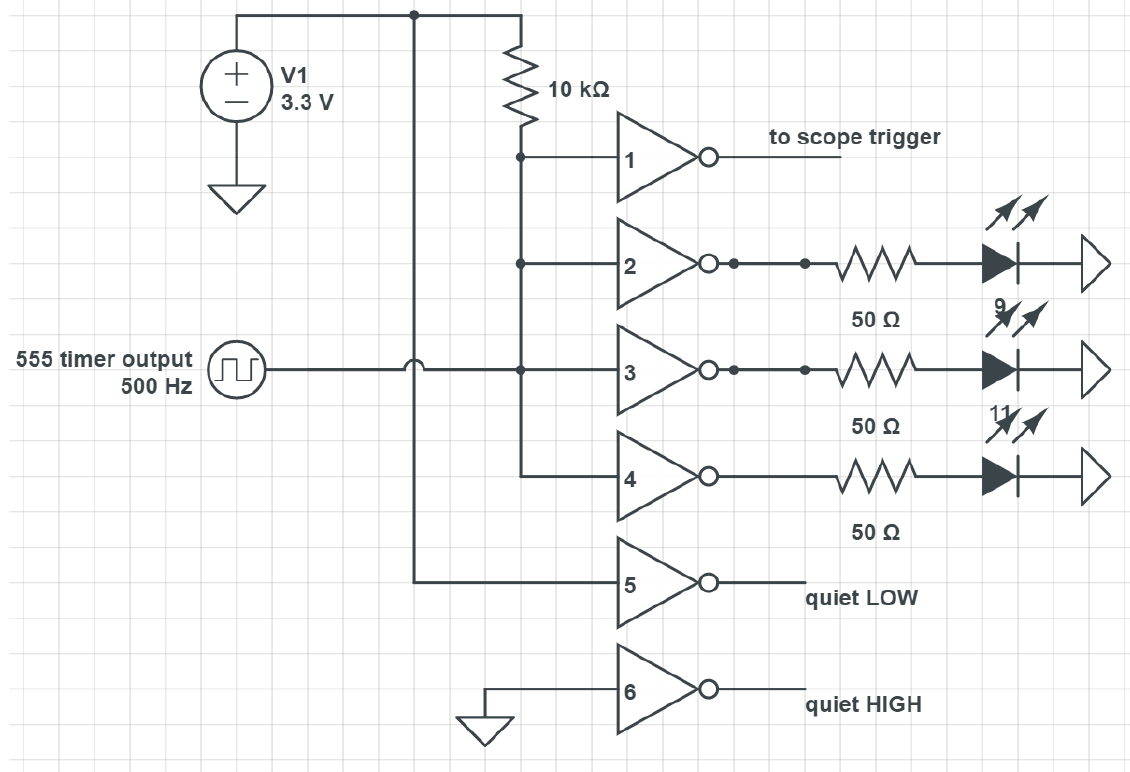 V1
3.3 V
10 kΩ
to scope trigger
1
2
9
50 Ω
555 timer output
500 Hz
3
11
50 Ω
4
50 Ω
5
quiet LOW
6
quiet HIGH